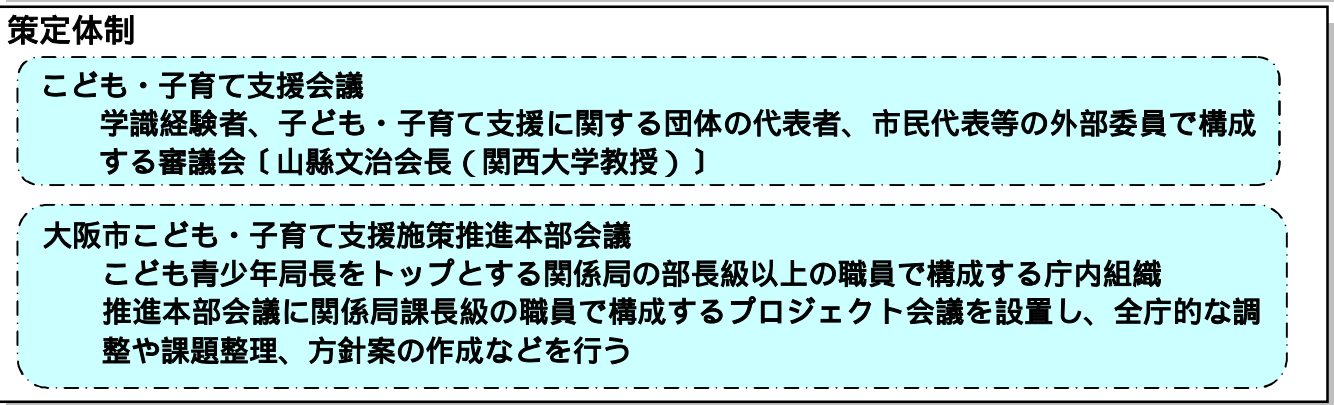 策定体制
こども・子育て支援会議
学識経験者、子ども・子育て支援に関する団体の代表者、市民代表等の外部委員で構成
する審議会〔山縣文治会長（関西大学教授）〕
大阪市こども・子育て支援施策推進本部会議
こども青少年局長をトップとする関係局の部長級以上の職員で構成する庁内組織
推進本部会議に関係局課長級の職員で構成するプロジェクト会議を設置し、全庁的な調
整や課題整理、方針案の作成などを行う